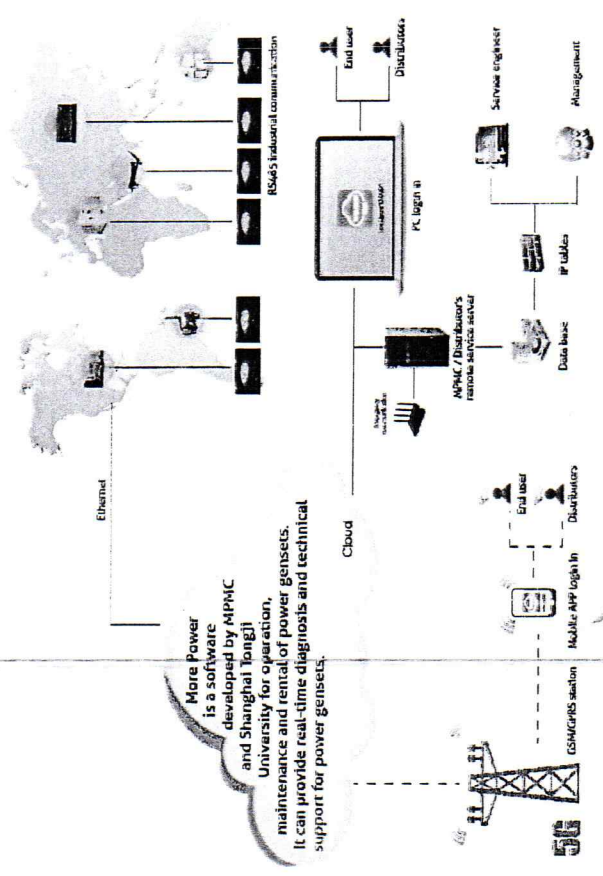 More Power
is a software
developed by MPMC
and Shanghai Tongji
University for operation,
maintenance and rental of power gensets.
It can provide real-time diagnosis and technical
support for power gensets.
Ethernet
RS485 industrial communication
Cloud
PC login in
End user
Distributors
MPMC / Distributor's
remote service server
Data base
IP tables
Service engineer
Management
5G
GSM/GPRS station
Mobile APP login in
End user
Distributors